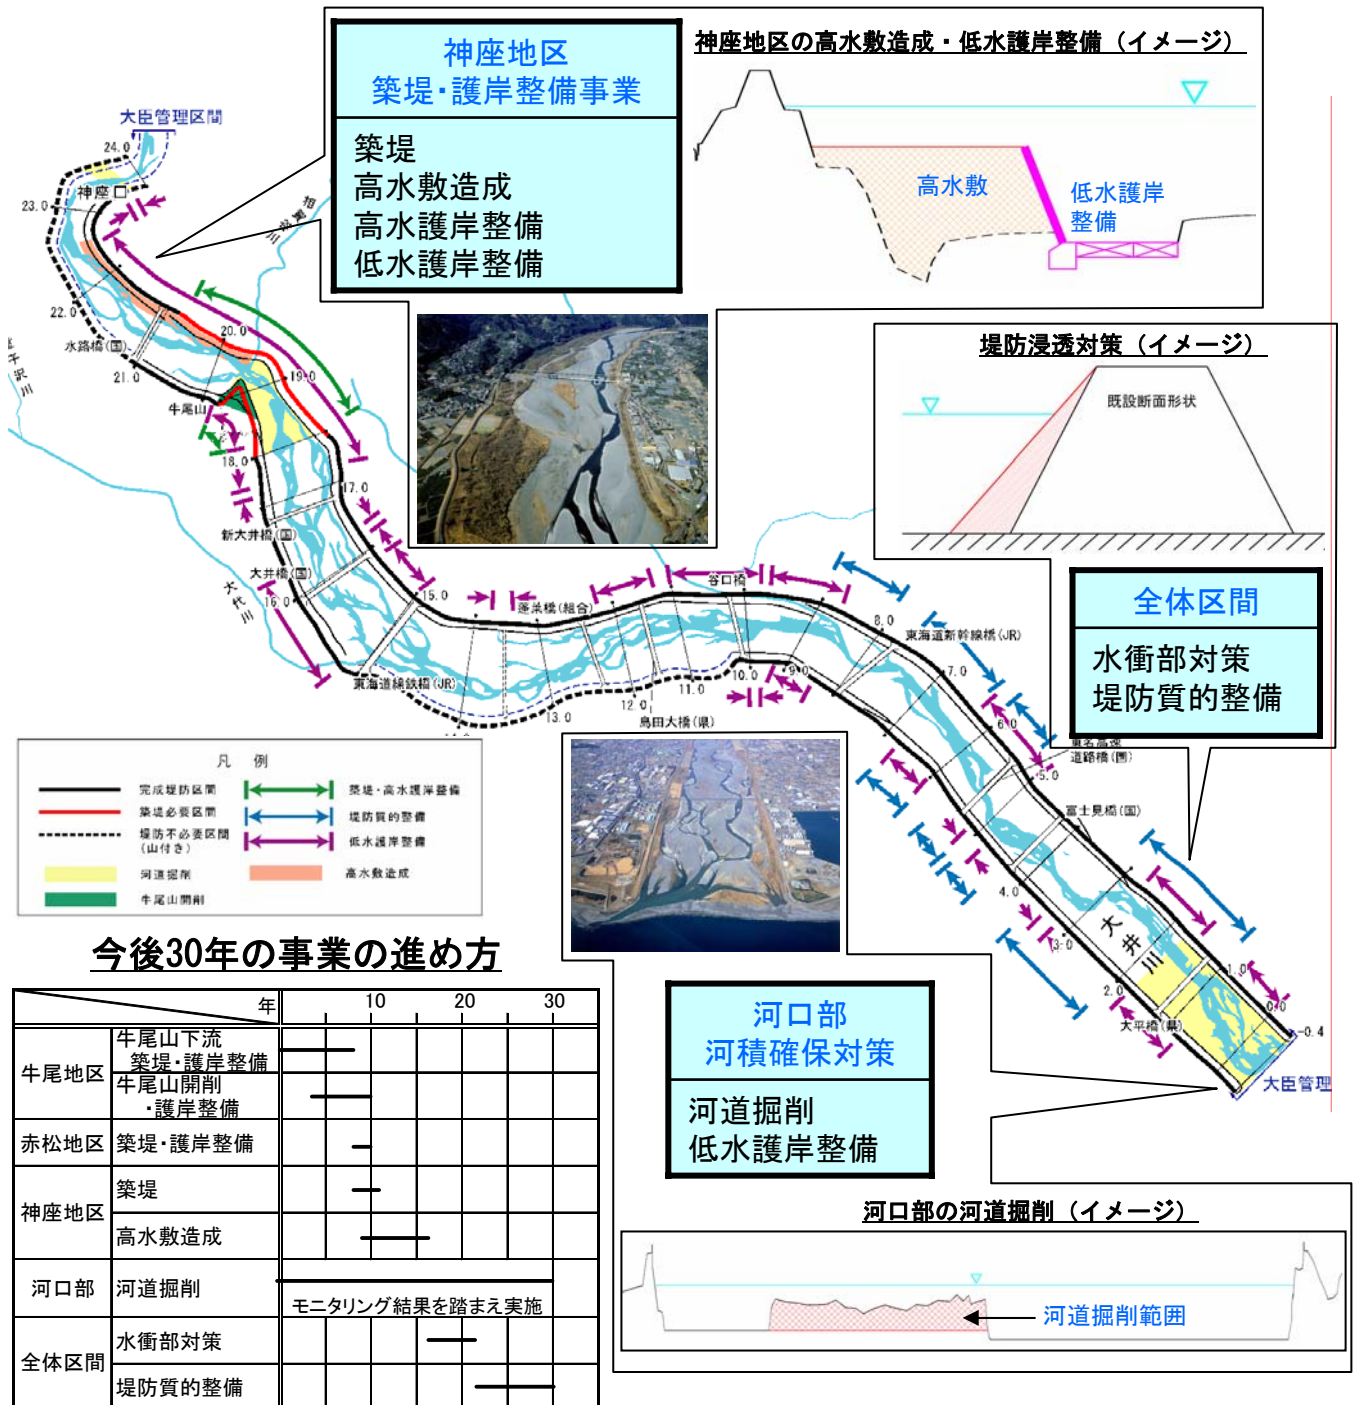 神座地区
築堤・護岸整備事業
築堤
高水敷造成
高水護岸整備
低水護岸整備
神座地区の高水敷造成・低水護岸整備（イメージ）
高水敷
低水護岸
整備
堤防浸透対策（イメージ）
既設断面形状
全体区間
水衝部対策
堤防質的整備
大臣管理区間
24.0
神座口
23.0
22.0
水路橋(国)
21.0
20.0
19.0
牛尾山
18.0
17.0
新大井橋(国)
大井橋(国)
16.0
大代川
15.0
東海道線鉄橋(JR)
蓬莱橋(組合)
13.0
12.0
島田大橋(県)
11.0
10.0
谷口橋
9.0
8.0
東海道新幹線橋(JR)
7.0
6.0
5.0
東名高速
道路橋(国)
富士見橋(国)
4.0
3.0
大井川
2.0
大平橋(県)
1.0
0.0
-0.4
大臣管理
凡 例
完成堤防区間
築堤必要区間
堤防不必要区間
(山付き)
河道掘削
牛尾山開削
築堤・高水護岸整備
堤防質的整備
低水護岸整備
高水敷造成
今後30年の事業の進め方
年 10 20 30
牛尾地区
牛尾山下流
築堤・護岸整備
牛尾山開削
・護岸整備
赤松地区 築堤・護岸整備
神座地区
築堤
高水敷造成
河口部 河道掘削
モニタリング結果を踏まえ実施
全体区間
水衝部対策
堤防質的整備
河口部
河積確保対策
河道掘削
低水護岸整備
河口部の河道掘削（イメージ）
河道掘削範囲